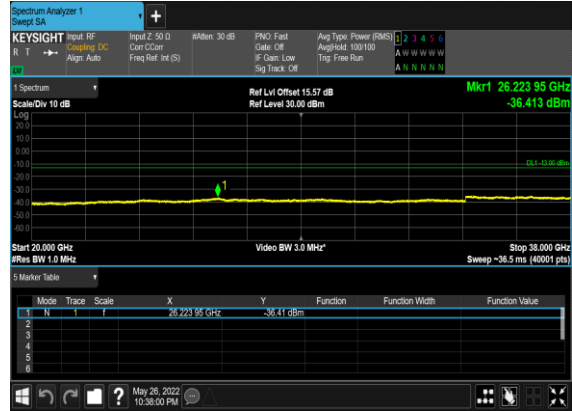 Spectrum Analyzer 1
Swept SA
KEYSIGHT Input: RF Input Z: 50 Ω #Atten: 30 dB PNO: Fast Avg Type: Power (RMS) 1 2 3 4 5 6
R T Coupling: DC Corr CCorr Gate: Off Avg|Hold: 100/100 A W W W W W
Align: Auto Freq Ref: Int (S) IF Gain: Low Trig: Free Run
LW Sig Track: Off A N N N N N
1 Spectrum Ref Lvl Offset 15.57 dB Mkr1 26.223 95 GHz
Scale/Div 10 dB Ref Level 30.00 dBm -36.413 dBm
Log
20.0
10.0
0.00
-10.0 DL1 -13.00 dBm
-20.0
-30.0 1
-40.0
-50.0
-60.0
Start 20.000 GHz Video BW 3.0 MHz* Stop 38.000 GHz
#Res BW 1.0 MHz Sweep ~36.5 ms (40001 pts)
5 Marker Table
Mode Trace Scale X Y Function Function Width Function Value
1 N 1 f 26.223 95 GHz -36.41 dBm
2
3
4
5
6
? May 26, 2022
10:38:00 PM